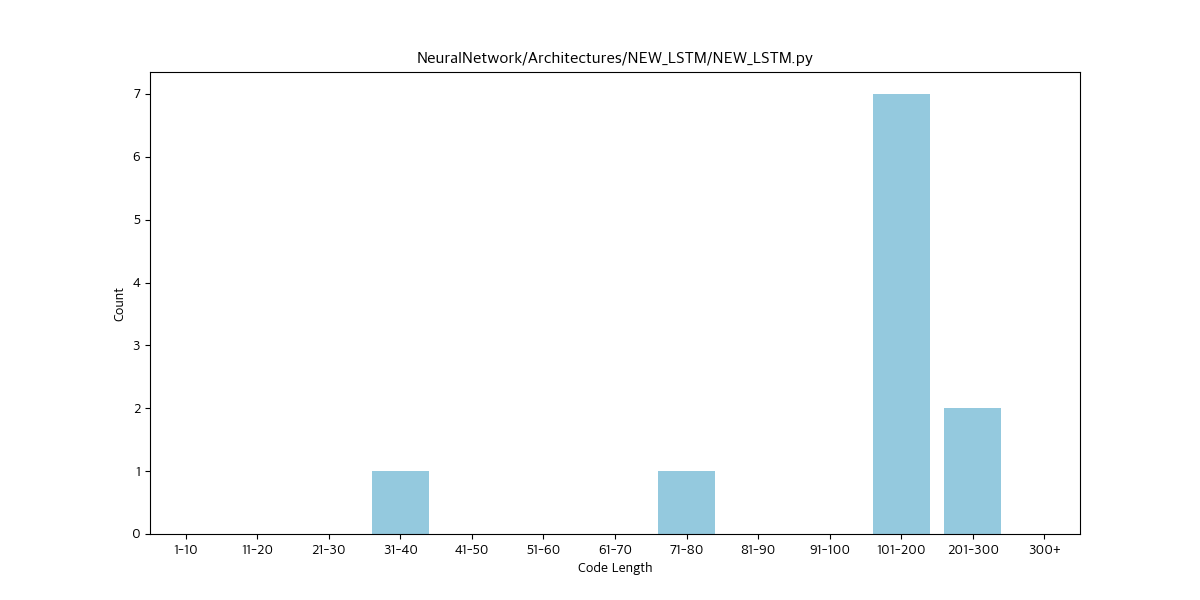 NeuralNetwork/Architectures/NEW_LSTM/NEW_LSTM.py
7
6
5
4
3
2
1
0
Count
1-10 11-20 21-30 31-40 41-50 51-60 61-70 71-80 81-90 91-100 101-200 201-300 300+
Code Length